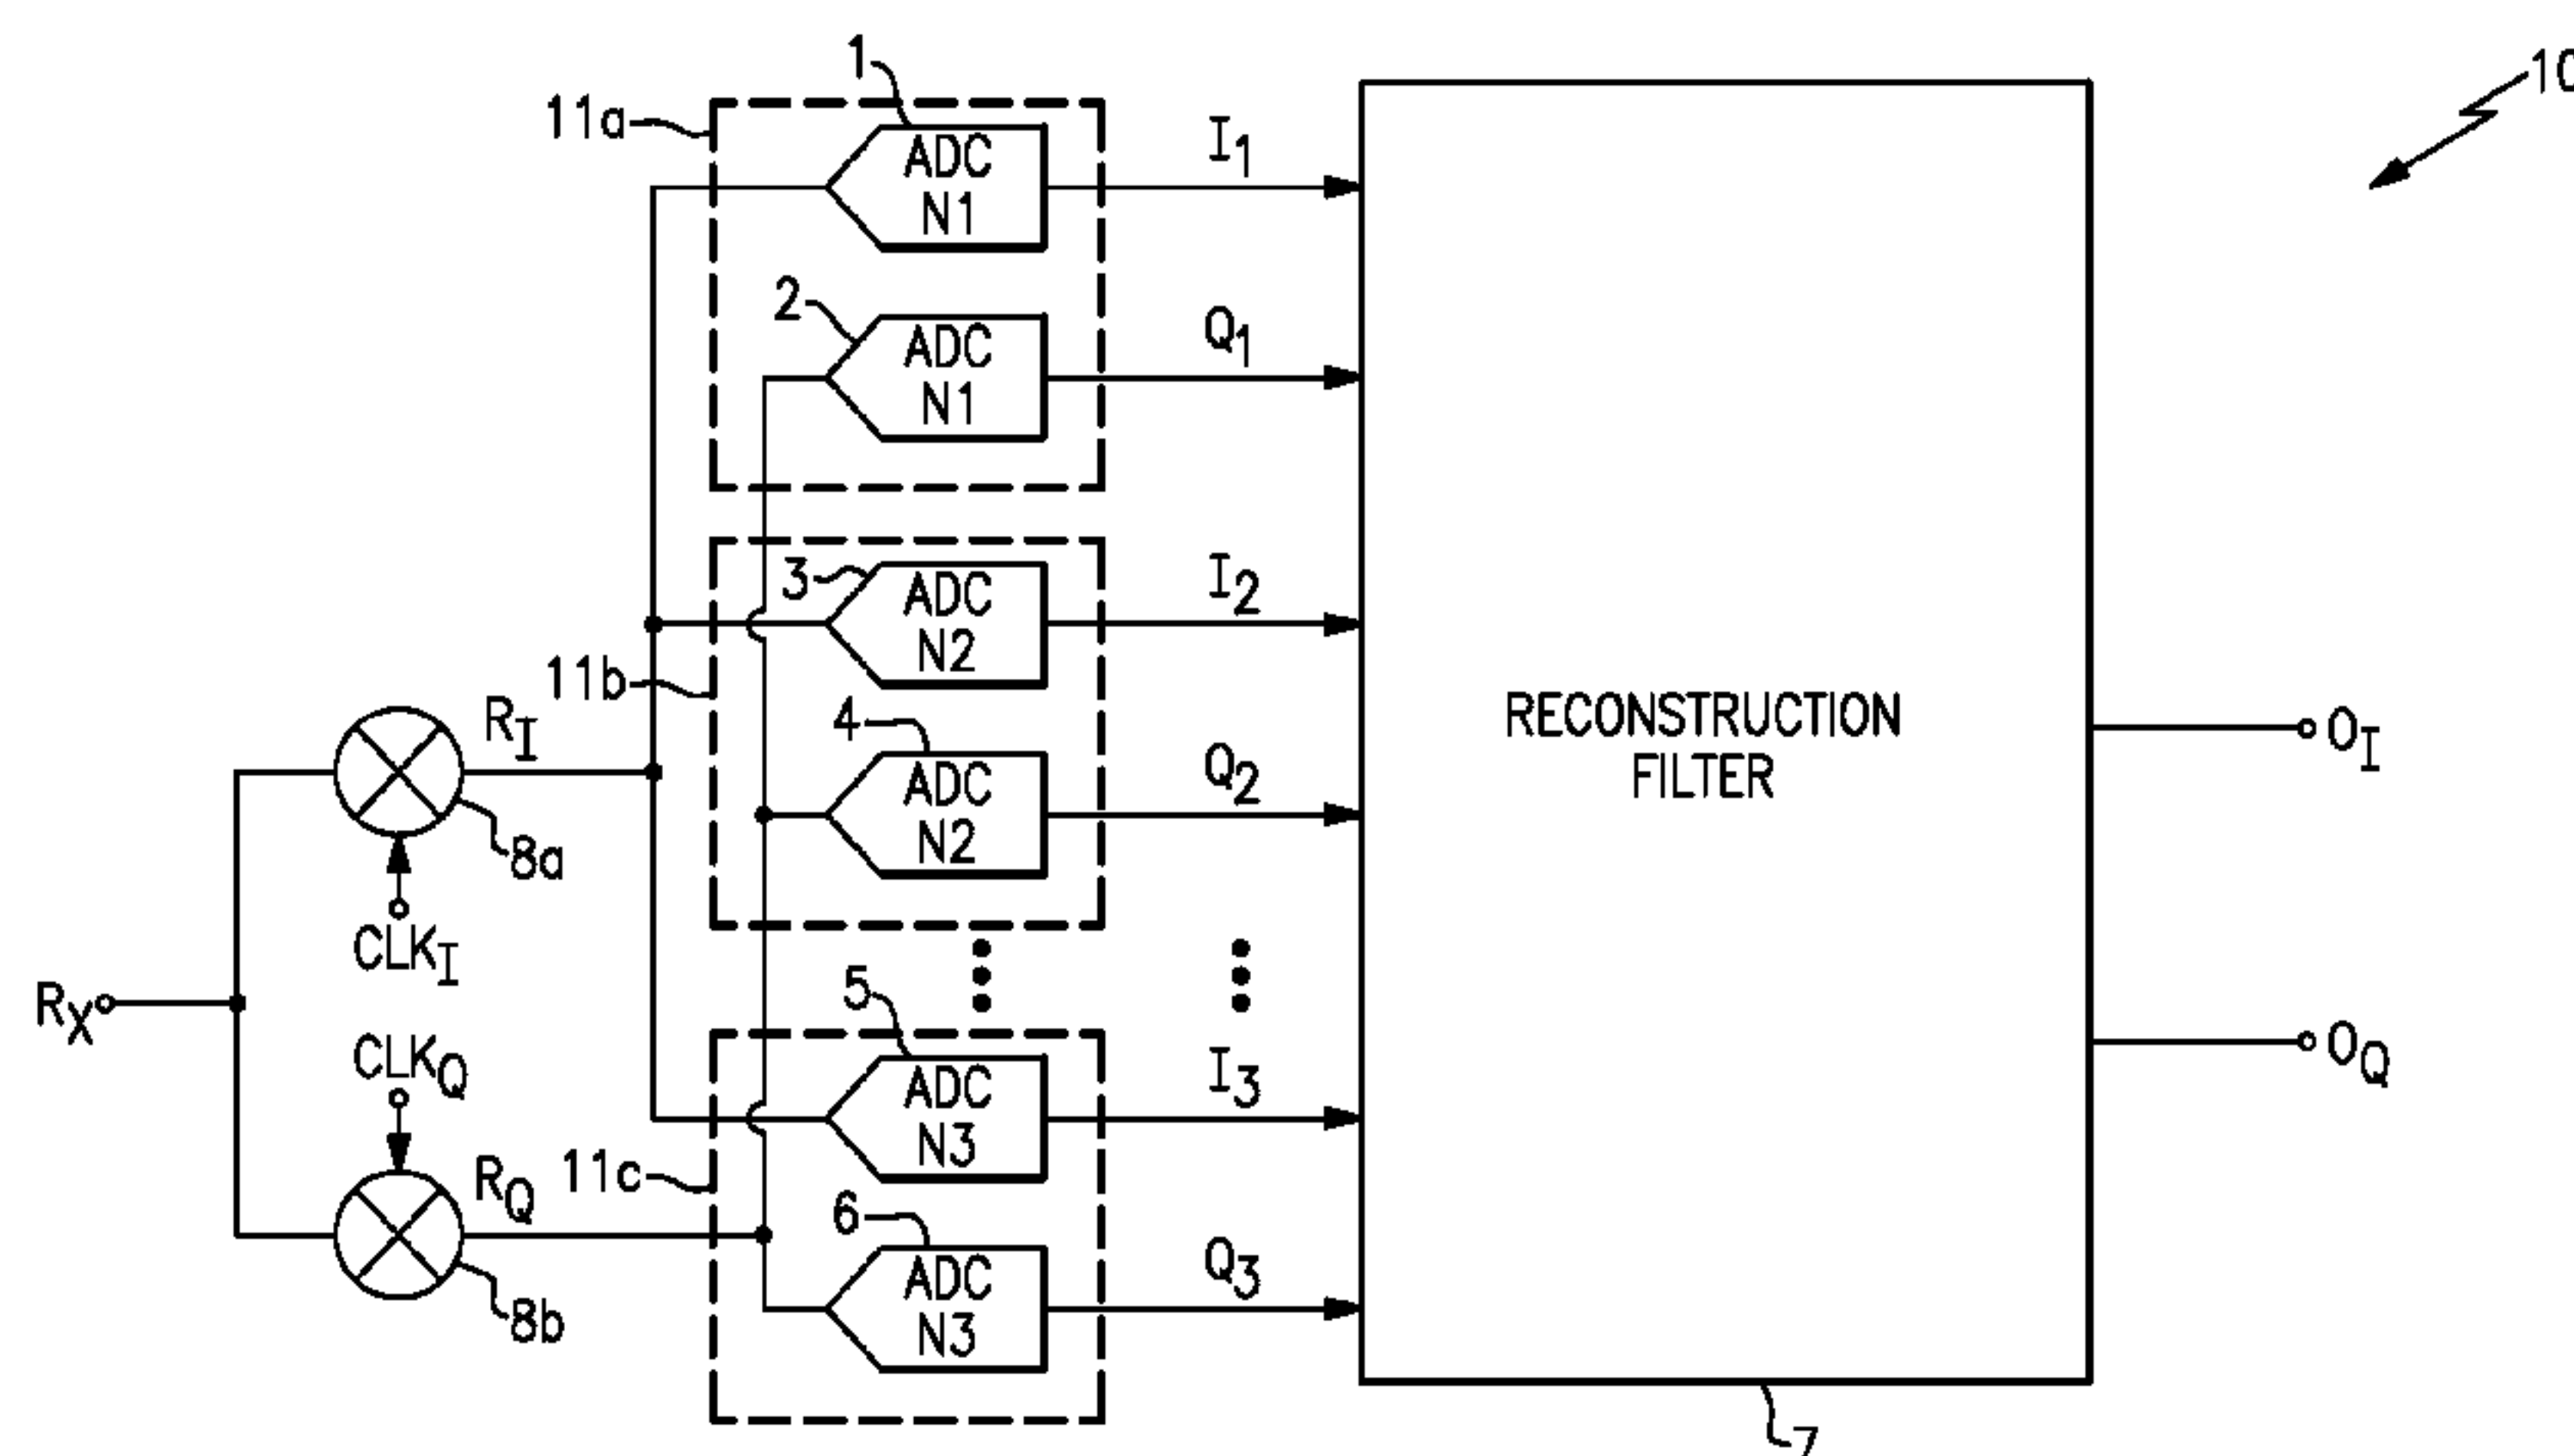 1
11a
ADC
N1
I1
10
2
ADC
N1
Q1
3
ADC
N2
I2
11b
4
ADC
N2
Q2
RECONSTRUCTION
FILTER
OI
RI
8a
CLKI
RX
CLKQ
5
ADC
N3
I3
OQ
RQ
11c
6
ADC
N3
Q3
8b
7